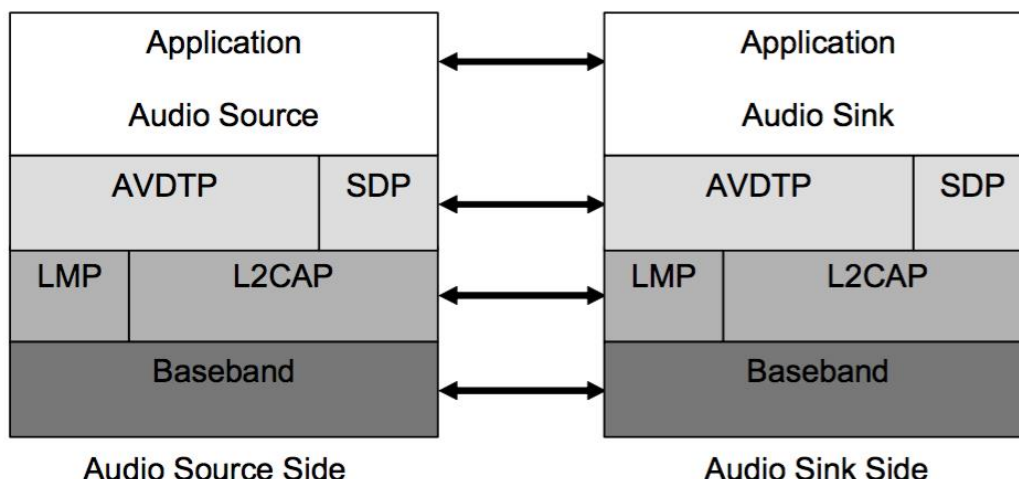 Application
Audio Source
AVDTP
SDP
LMP
L2CAP
Baseband
Audio Source Side
Application
Audio Sink
AVDTP
SDP
LMP
L2CAP
Baseband
Audio Sink Side